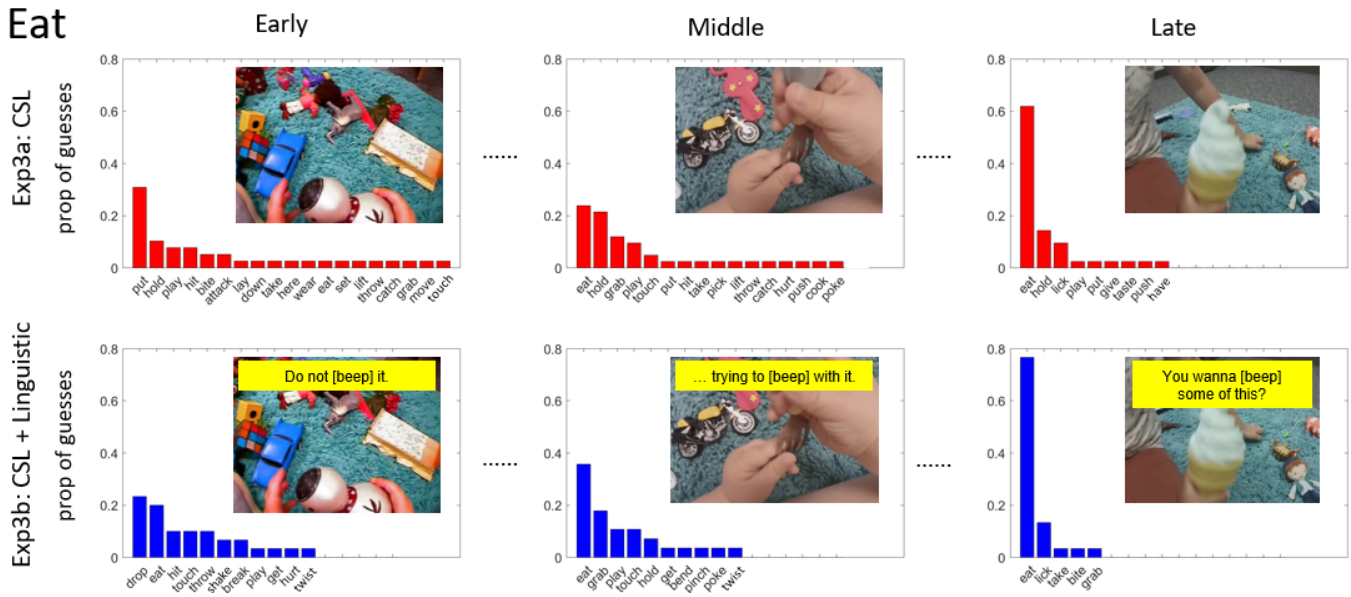 Eat
Early
Middle
Late
Exp3a: CSL
prop of guesses
0.8
0.6
0.4
0.2
0
put hold play hit bite attack lay down take here wear eat set lift throw catch grab move touch
......
0.8
0.6
0.4
0.2
0
eat hold grab play touch put hit take pick lift throw catch hurt push cook poke
......
0.8
0.6
0.4
0.2
0
eat hold lick play put give taste push have
Exp3b: CSL + Linguistic
prop of guesses
0.8
0.6
0.4
0.2
0
Do not [beep] it.
drop eat hit touch throw shake break play get hurt twist
......
0.8
0.6
0.4
0.2
0
... trying to [beep] with it.
eat grab play touch hold get bend pinch poke twist
......
0.8
0.6
0.4
0.2
0
You wanna [beep]
some of this?
eat lick take bite grab